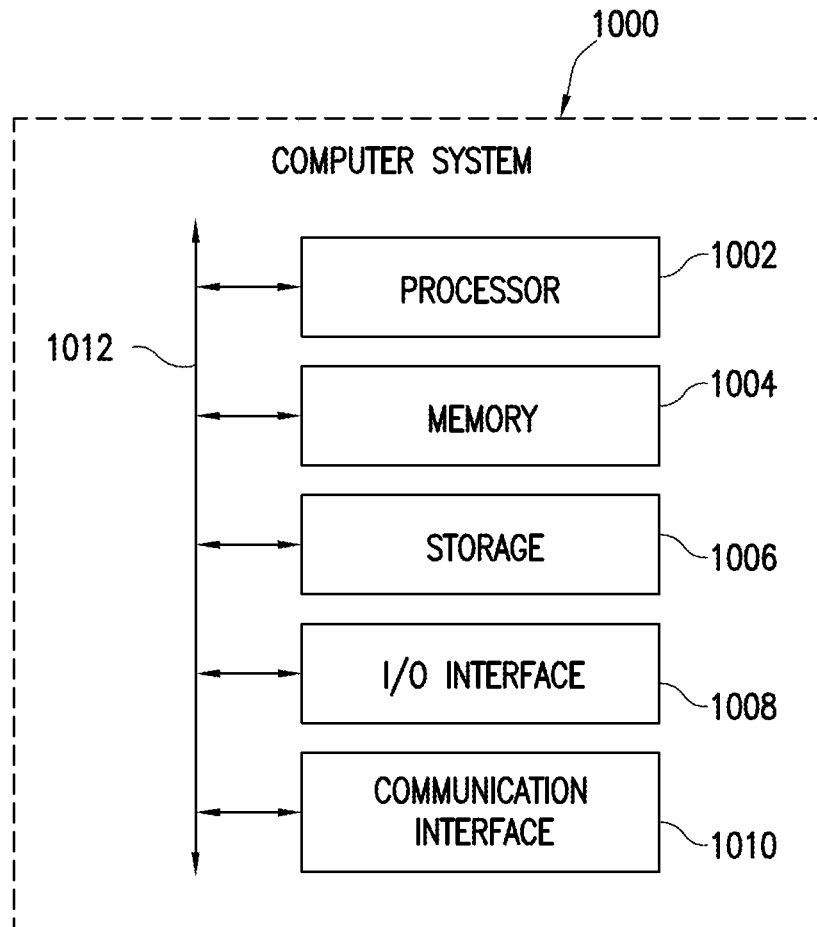 1000
COMPUTER SYSTEM
PROCESSOR
1002
1012
MEMORY
1004
STORAGE
1006
I/O INTERFACE
1008
COMMUNICATION
INTERFACE
1010